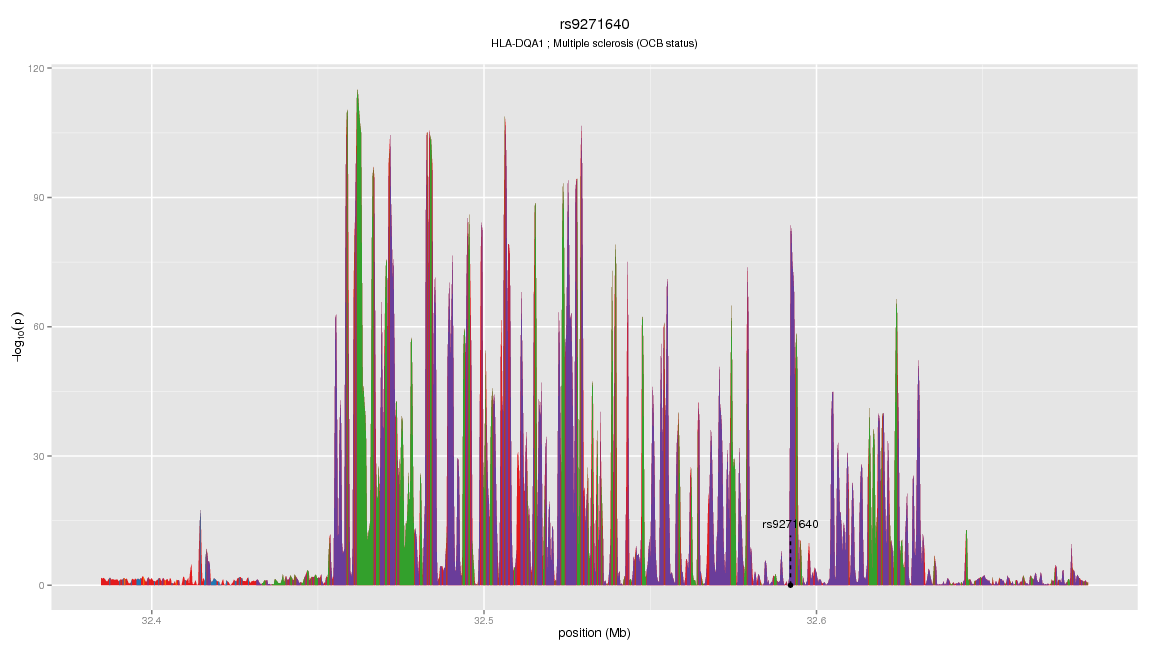 rs9271640
HLA-DQA1 ; Multiple sclerosis (OCB status)
120
90
60
30
0
-log10(p)
rs9271640
32.4
32.5
32.6
position (Mb)